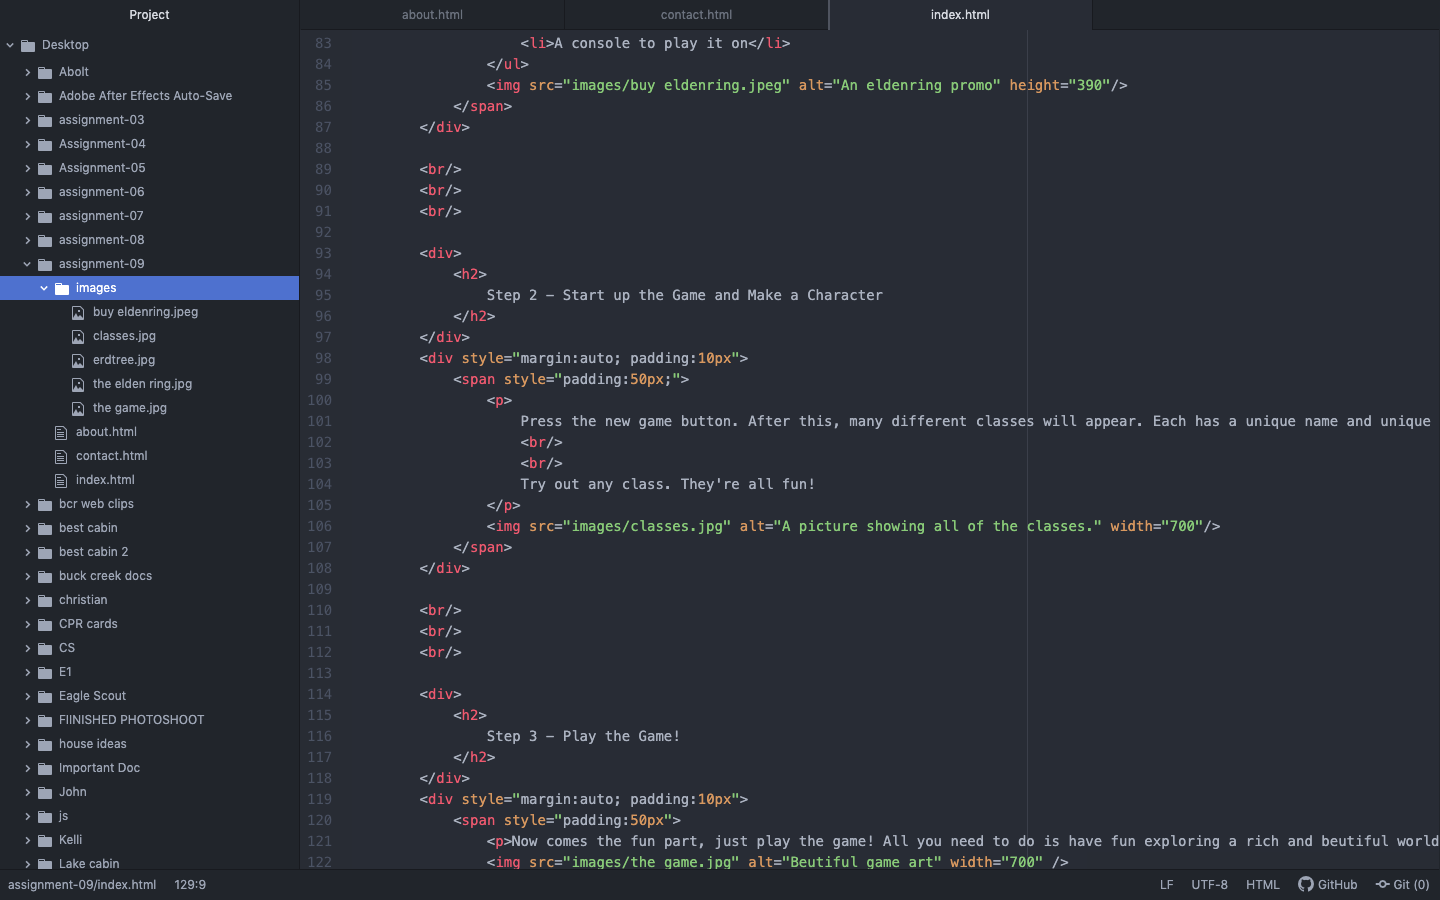 Project
about.html
contact.html
index.html
Desktop
Abolt
Adobe After Effects Auto-Save
assignment-03
Assignment-04
Assignment-05
assignment-06
assignment-07
assignment-08
assignment-09
images
buy eldenring.jpeg
classes.jpg
erdtree.jpg
the elden ring.jpg
the game.jpg
about.html
contact.html
index.html
bcr web clips
best cabin
best cabin 2
buck creek docs
christian
CPR cards
CS
E1
Eagle Scout
FIINISHED PHOTOSHOOT
house ideas
Important Doc
John
js
Kelli
Lake cabin
83 <li>A console to play it on</li>
84 </ul>
85 <img src="images/buy eldenring.jpeg" alt="An eldenring promo" height="390"/>
86 </span>
87 </div>
88
89 <br/>
90 <br/>
91 <br/>
92
93 <div>
94 <h2>
95 Step 2 – Start up the Game and Make a Character
96 </h2>
97 </div>
98 <div style="margin:auto; padding:10px">
99 <span style="padding:50px;">
100 <p>
101 Press the new game button. After this, many different classes will appear. Each has a unique name and unique
102 <br/>
103 <br/>
104 Try out any class. They're all fun!
105 </p>
106 <img src="images/classes.jpg" alt="A picture showing all of the classes." width="700"/>
107 </span>
108 </div>
109
110 <br/>
111 <br/>
112 <br/>
113
114 <div>
115 <h2>
116 Step 3 – Play the Game!
117 </h2>
118 </div>
119 <div style="margin:auto; padding:10px">
120 <span style="padding:50px">
121 <p>Now comes the fun part, just play the game! All you need to do is have fun exploring a rich and beutiful world
122 <img src="images/the game.jpg" alt="Beutiful game art" width="700" />
assignment-09/index.html 129:9
LF UTF-8 HTML GitHub Git (0)